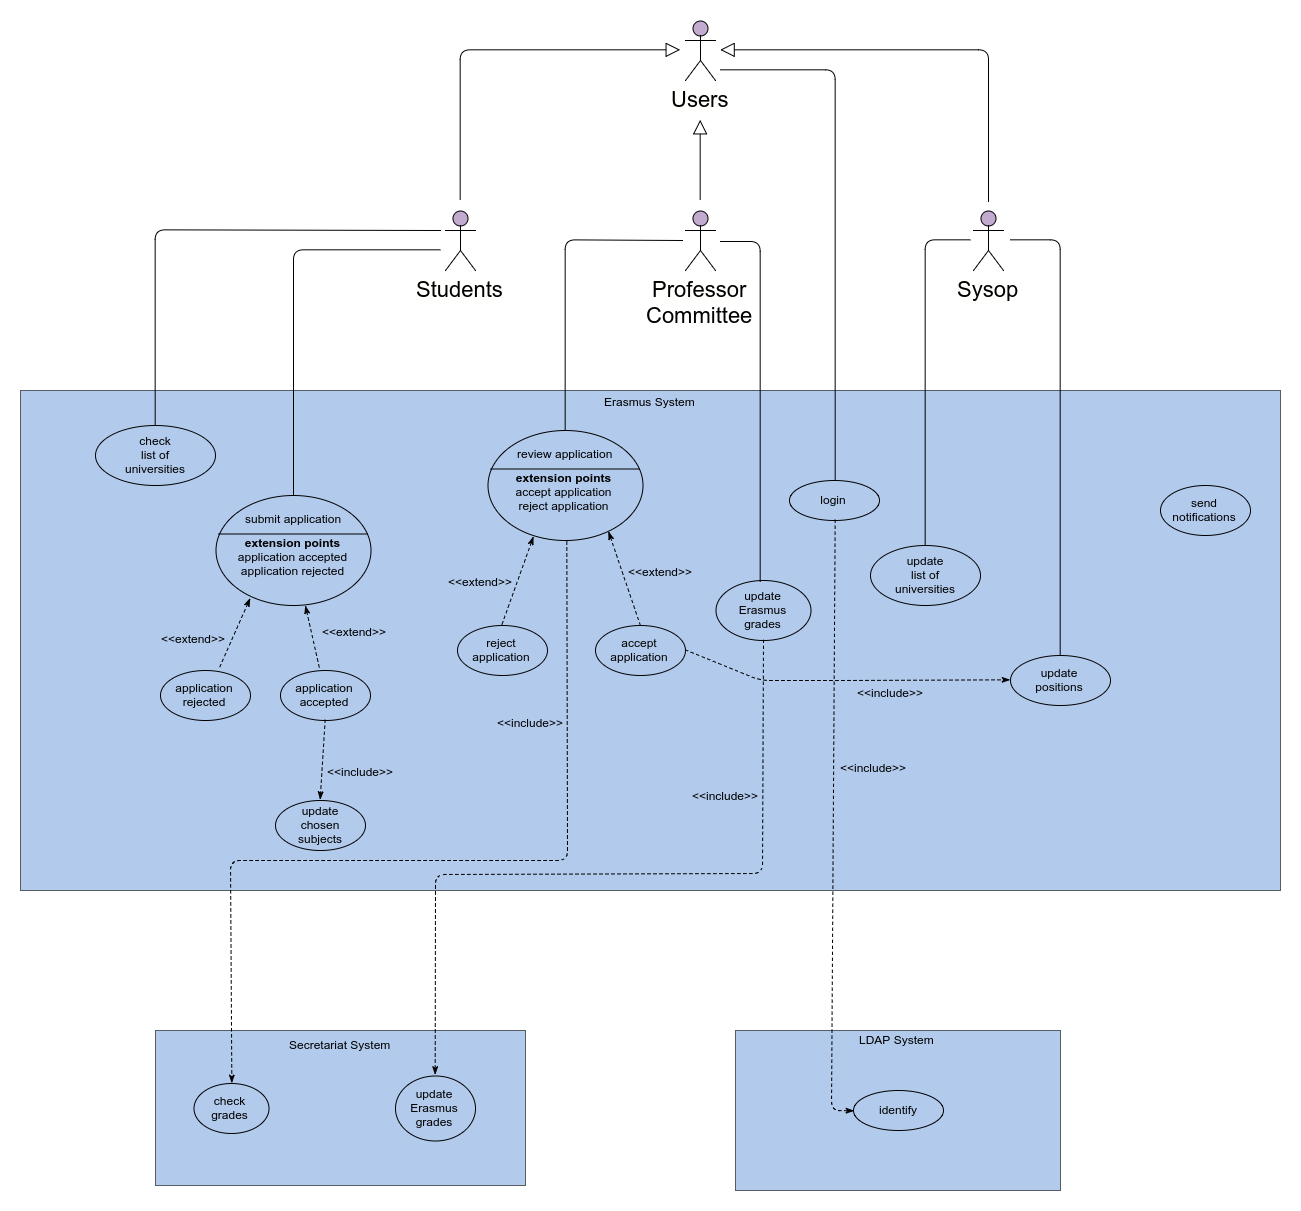 Users
Students
Professor
Committee
Sysop
Erasmus System
check
list of
universities
submit application
extension points
application accepted
application rejected
review application
extension points
accept application
reject application
login
send
notifications
update
list of
universities
<<extend>>
<<extend>>
update
Erasmus
grades
<<extend>>
<<extend>>
reject
application
accept
application
update
positions
<<include>>
application
rejected
application
accepted
<<include>>
<<include>>
<<include>>
<<include>>
update
chosen
subjects
Secretariat System
check
grades
update
Erasmus
grades
LDAP System
identify